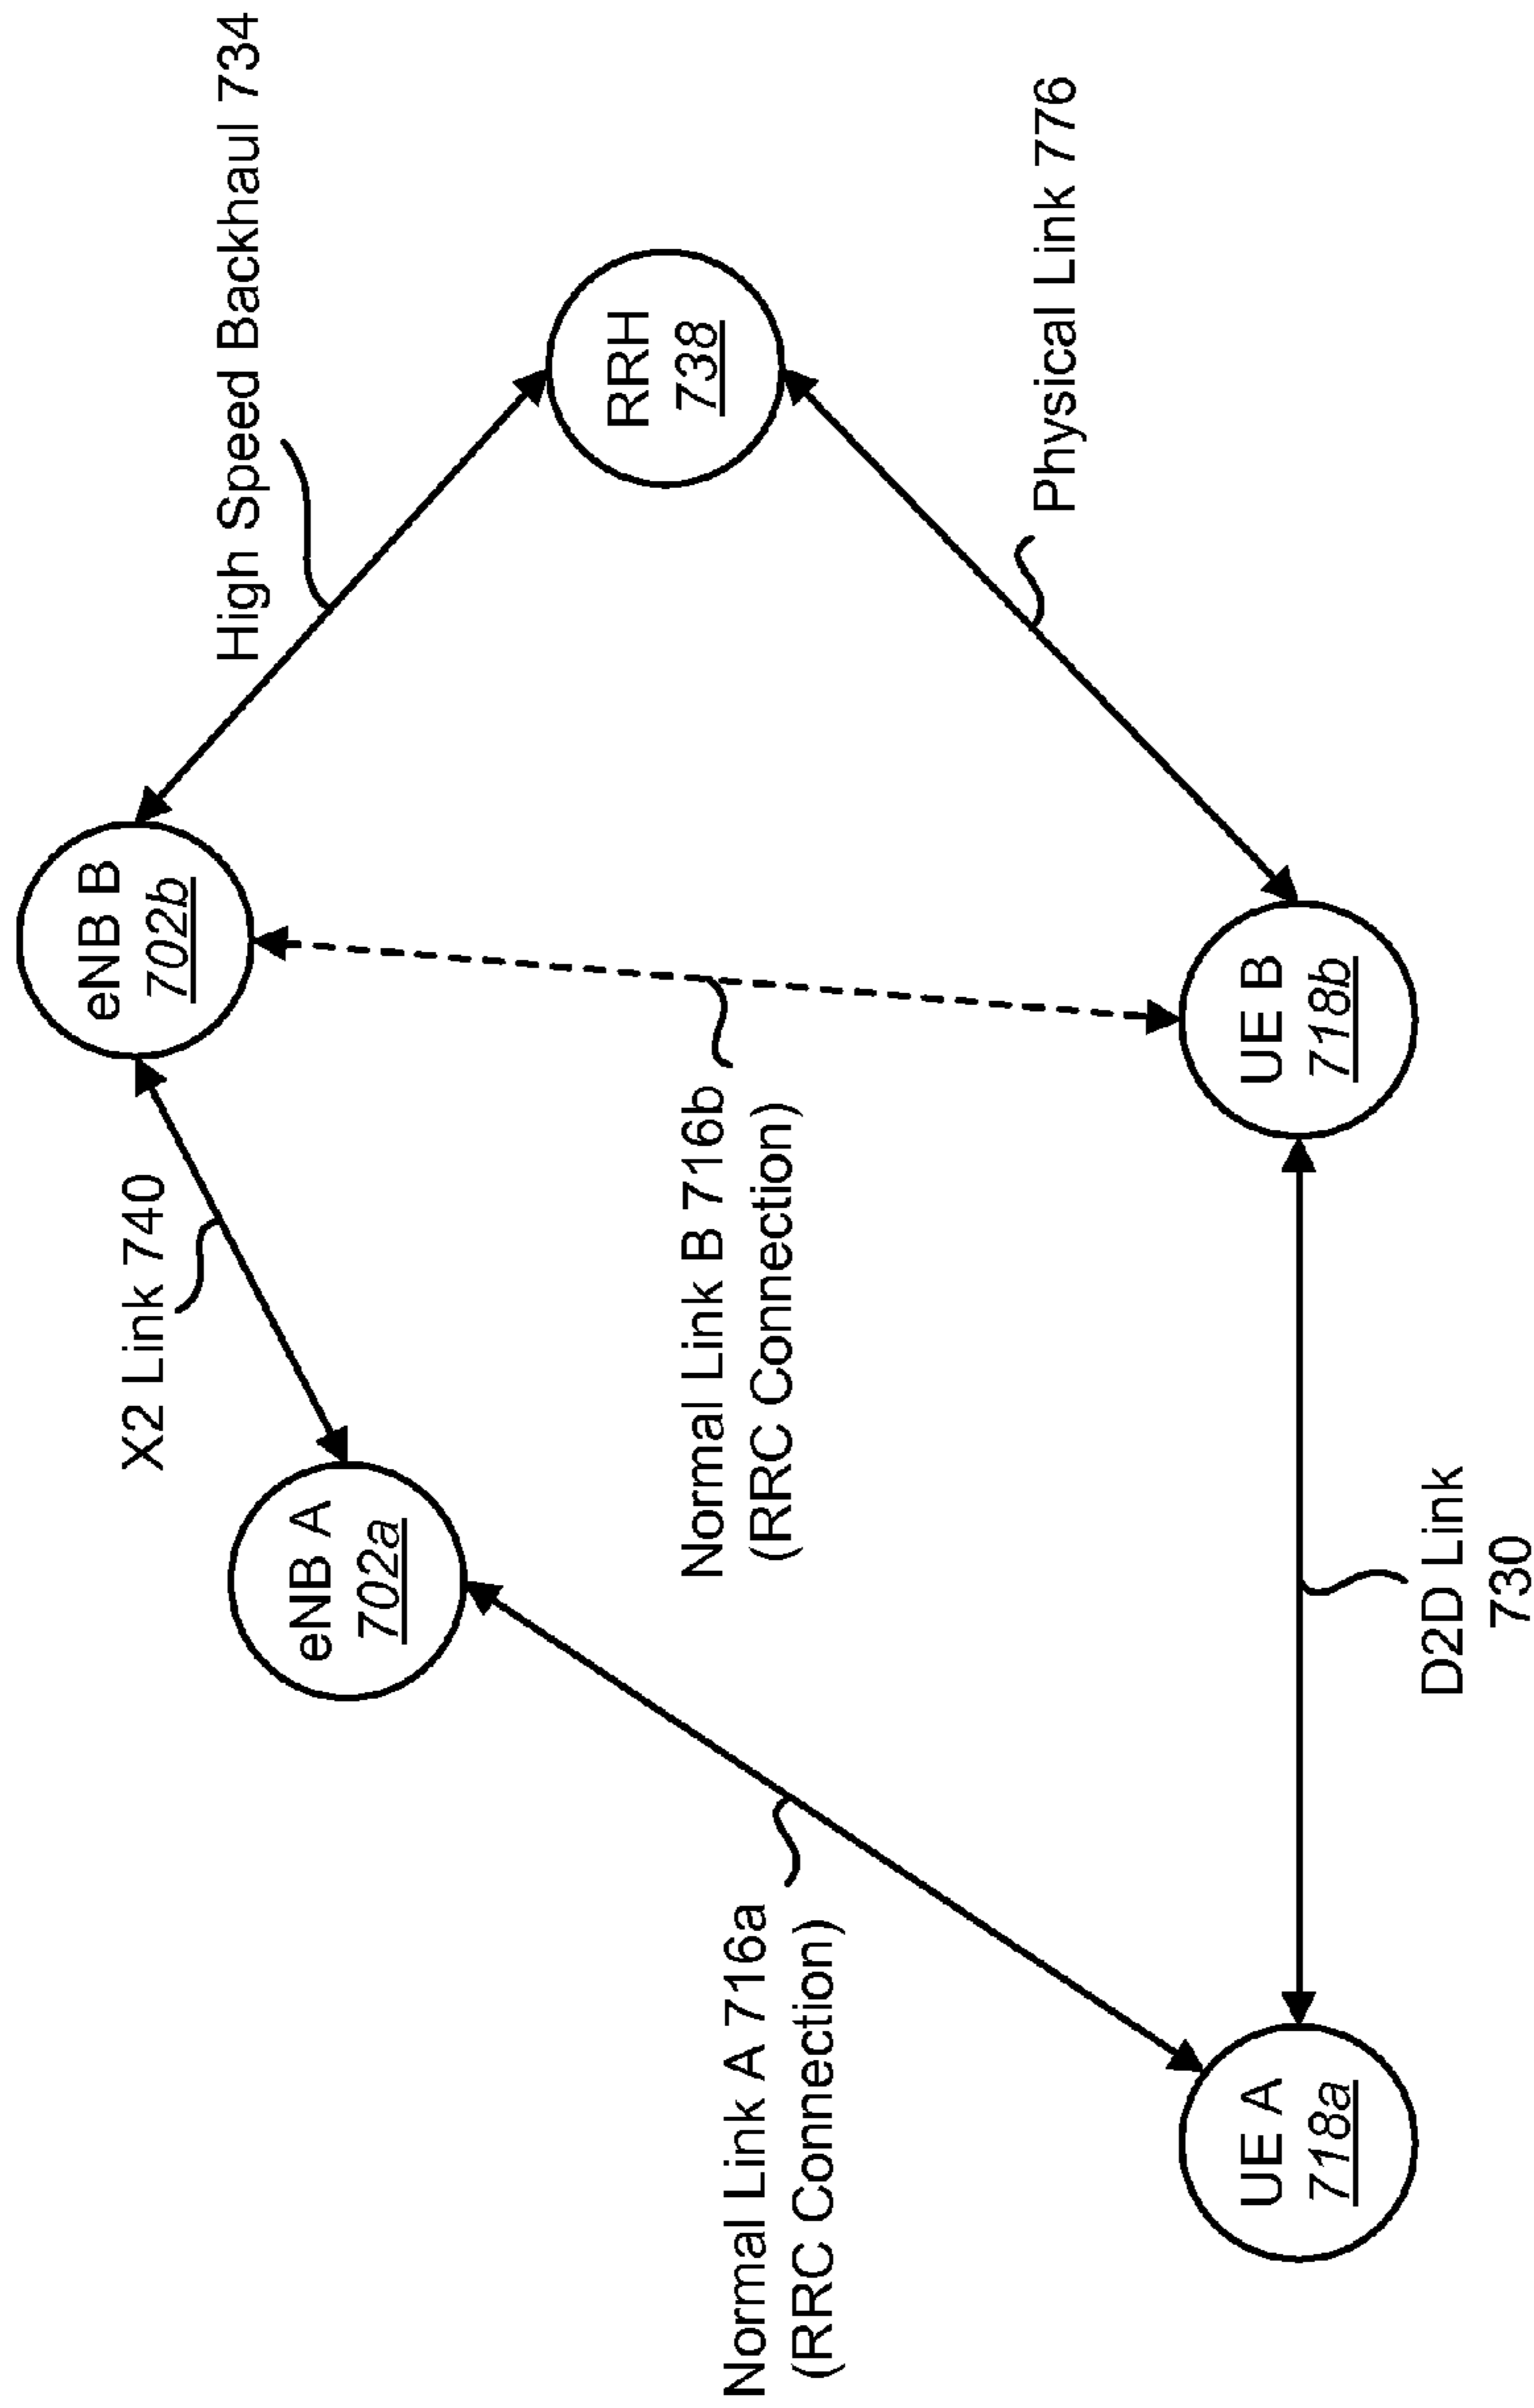 High Speed Backhaul 734
eNB B
702b
X2 Link 740
eNB A
702a
RRH
738
Normal Link B 716b
(RRC Connection)
Normal Link A 716a
(RRC Connection)
Physical Link 776
UE A
718a
UE B
718b
D2D Link
730